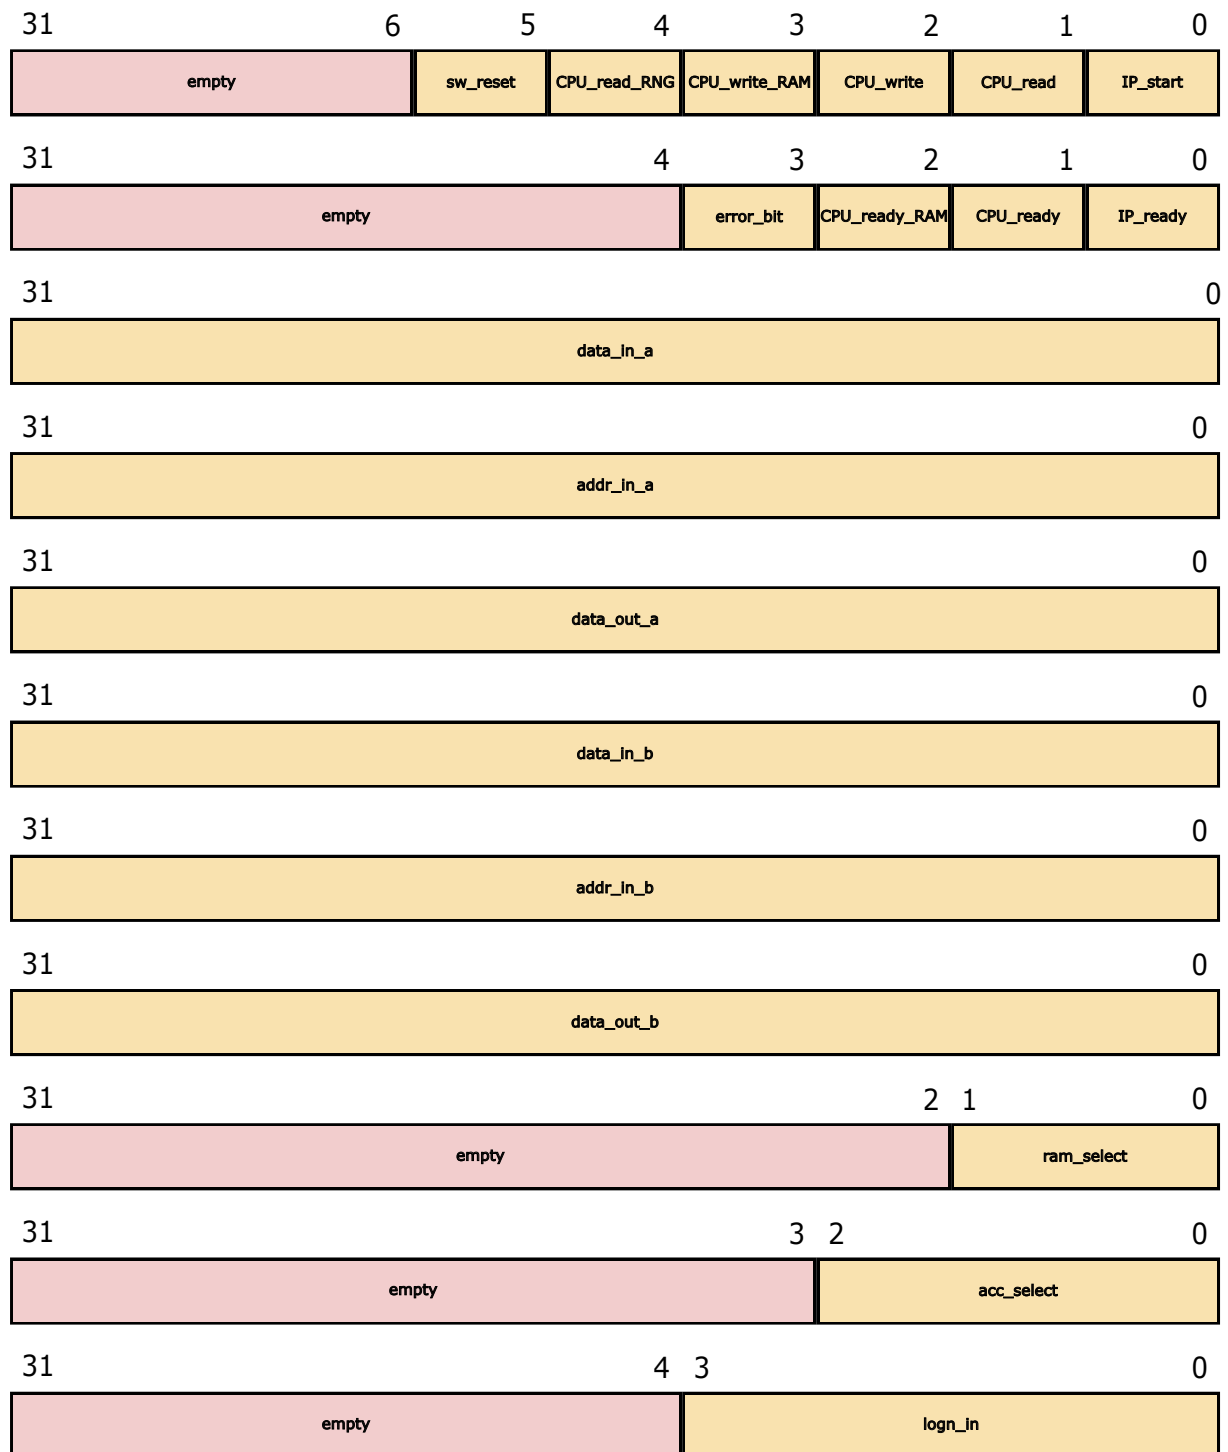 31 6 5 4 3 2 1 0
empty sw_reset CPU_read_RNG CPU_write_RAM CPU_write CPU_read IP_start
31 4 3 2 1 0
empty error_bit CPU_ready_RAM CPU_ready IP_ready
31 0
data_in_a
31 0
addr_in_a
31 0
data_out_a
31 0
data_in_b
31 0
addr_in_b
31 0
data_out_b
31 2 1 0
empty ram_select
31 3 2 0
empty acc_select
31 4 3 0
empty logn_in